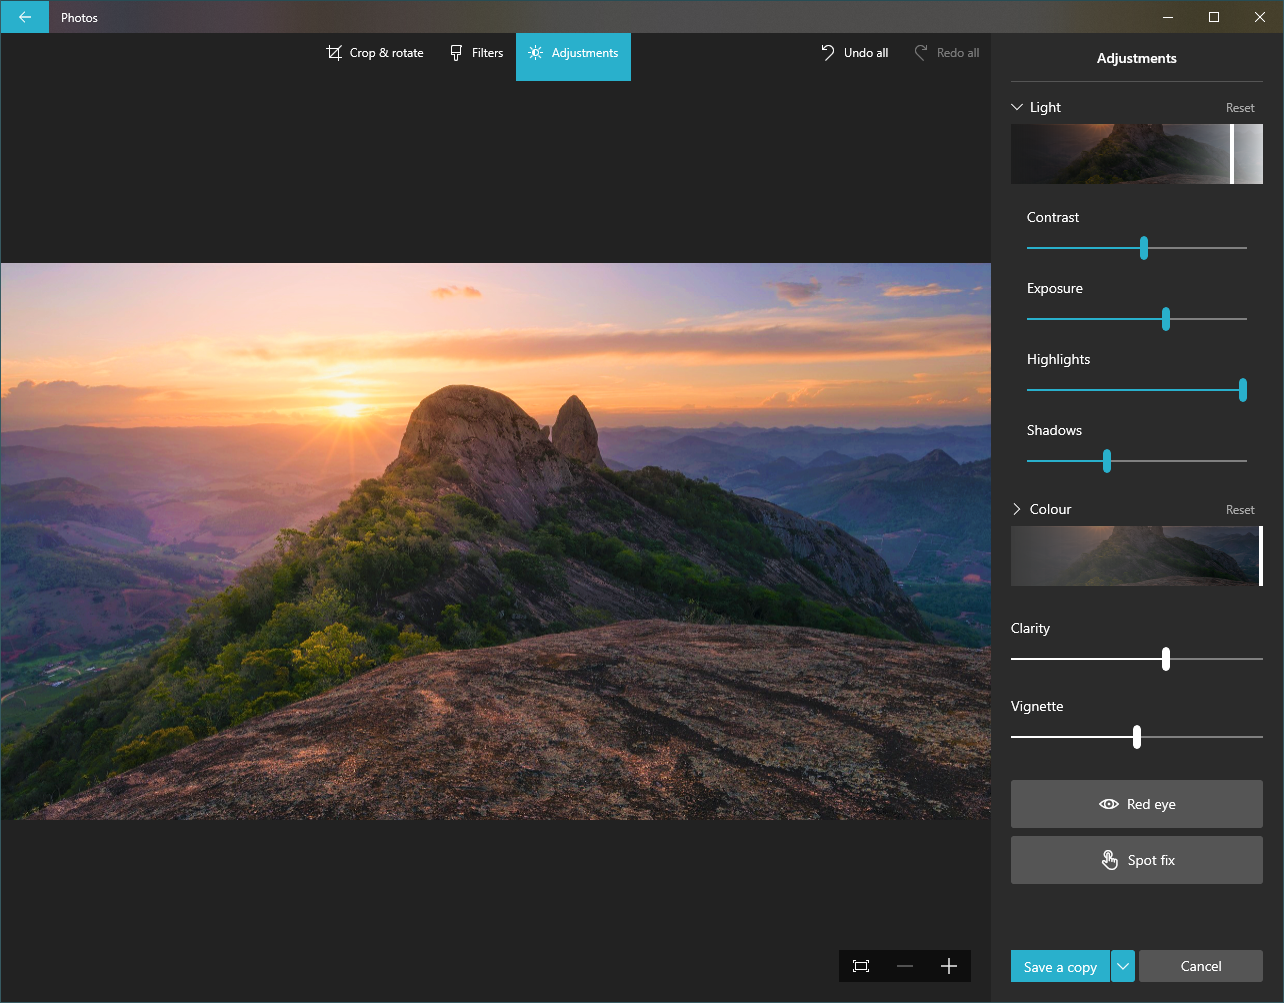 Photos
Crop & rotate
Filters
Adjustments
Undo all
Redo all
Adjustments
Light
Reset
Contrast
Exposure
Highlights
Shadows
Colour
Reset
Clarity
Vignette
Red eye
Spot fix
Save a copy
Cancel